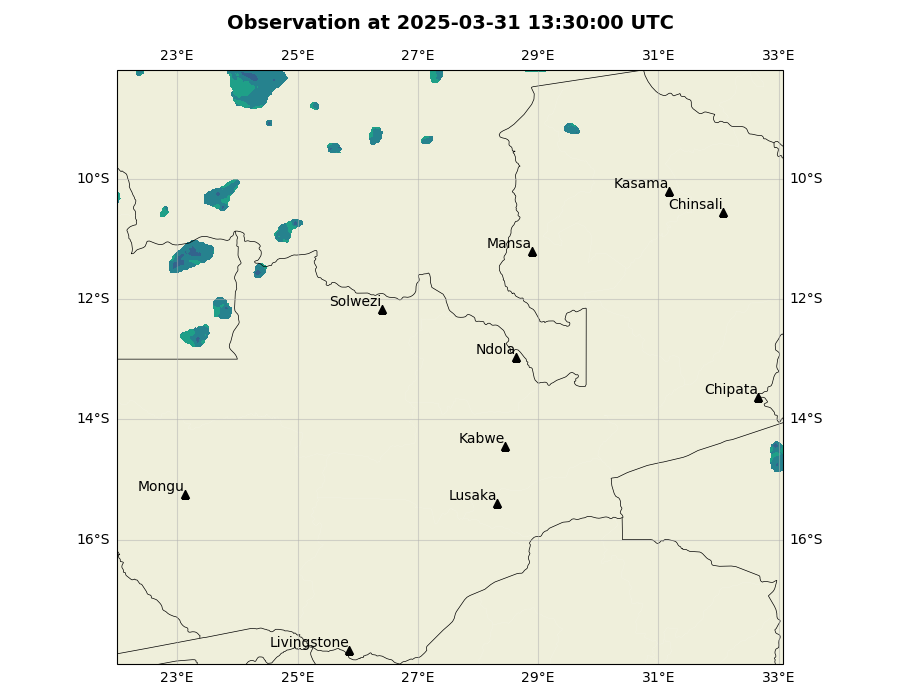 Observation at 2025-03-31 13:30:00 UTC
23°E 25°E 27°E 29°E 31°E 33°E
10°S 10°S
Kasama
Chinsali
Mansa
12°S 12°S
Solwezi
Ndola
Chipata
14°S 14°S
Kabwe
Mongu
Lusaka
16°S 16°S
Livingstone
23°E 25°E 27°E 29°E 31°E 33°E